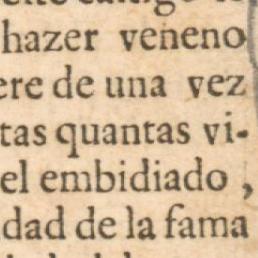 hazer veneno
ere de una vez
tas quantas vi-
el embidiado,
dad de la fama